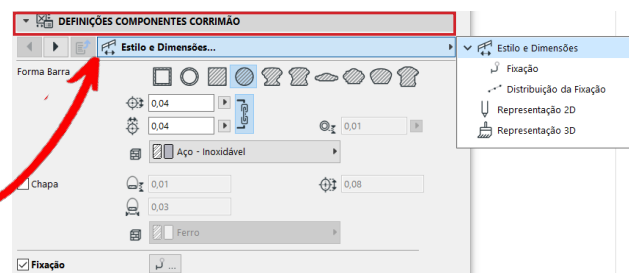 DEFINIÇÕES COMPONENTES CORRIMÃO
Estilo e Dimensões...
Forma Barra
0,04
0,04
0,01
Aço - Inoxidável
Chapa
0,01
0,08
0,03
Ferro
Fixação
...
Estilo e Dimensões
Fixação
Distribuição da Fixação
Representação 2D
Representação 3D